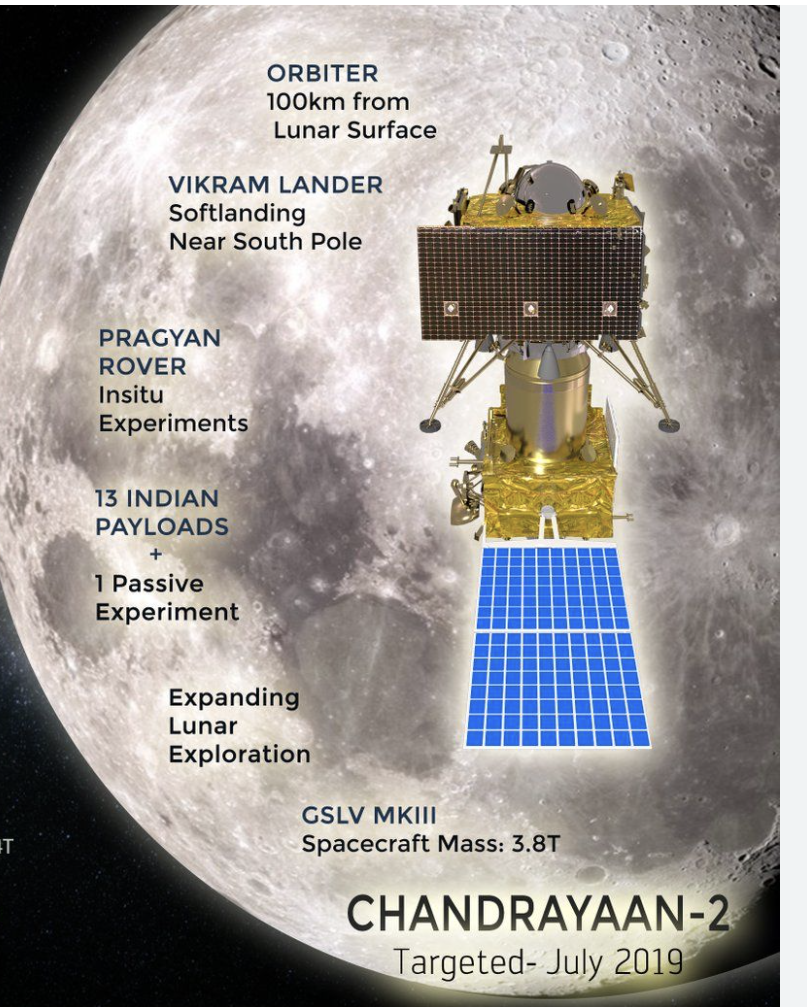 ORBITER
100km from
Lunar Surface
VIKRAM LANDER
Softlanding
Near South Pole
PRAGYAN
ROVER
Insitu
Experiments
13 INDIAN
PAYLOADS
+
1 Passive
Experiment
Expanding
Lunar
Exploration
GSLV MKIII
Spacecraft Mass: 3.8T
CHANDRAYAAN-2
Targeted- July 2019